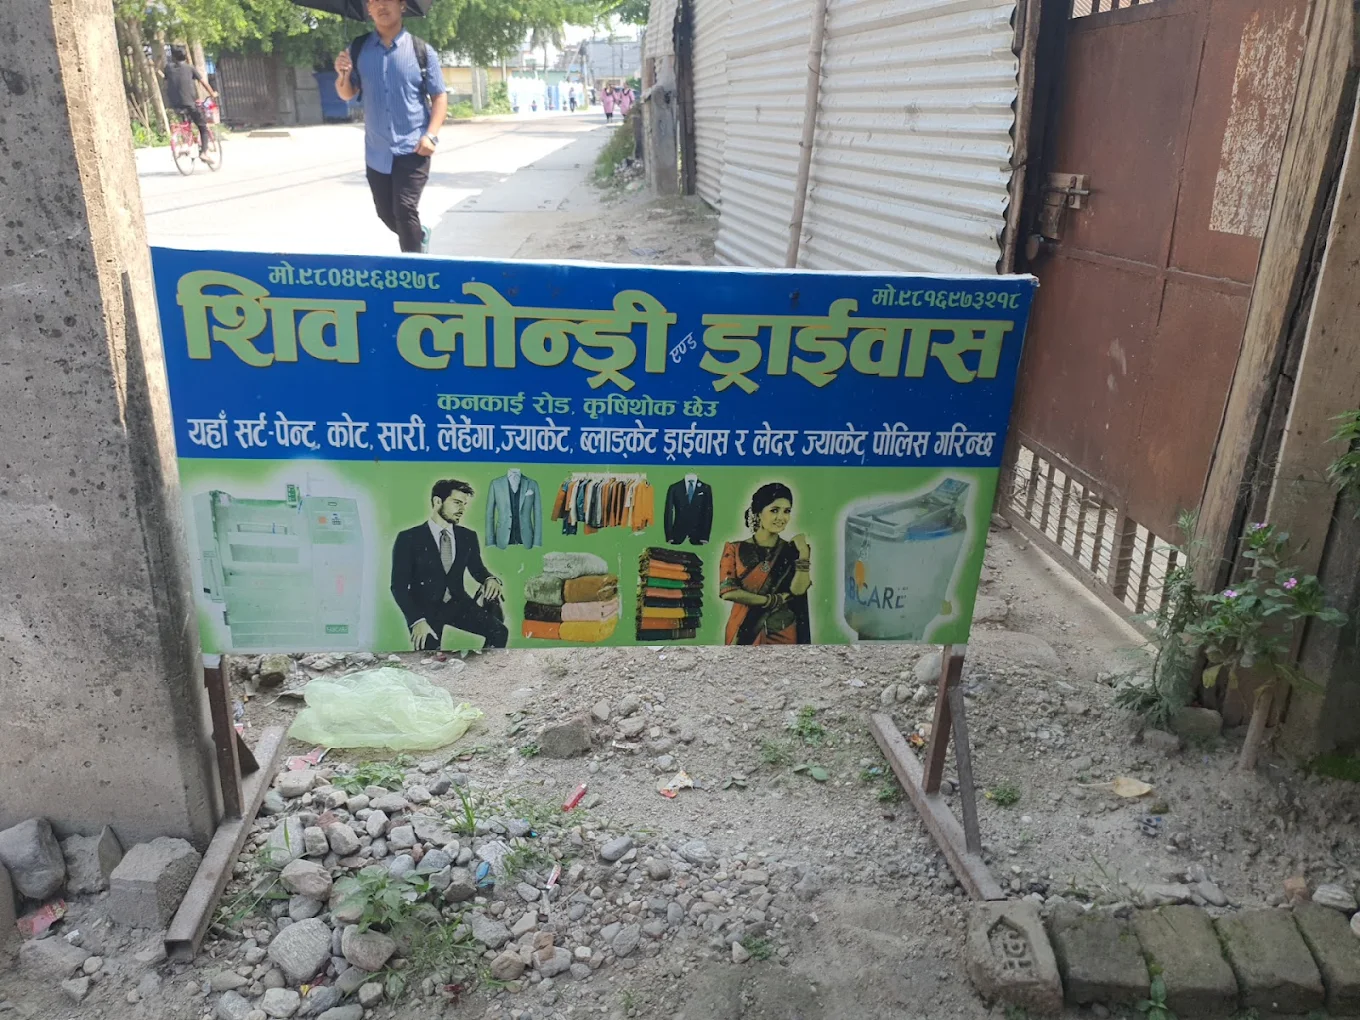 मो.९८०४९६४२७८
मो.९८१६९७३२१८
शिव लोन्ड्री एण्ड ड्राईवास
कनकाई रोड, कृषिथोक छेउ
यहाँ सर्ट-पेन्ट, कोट, सारी, लेहेंगा, ज्याकेट, ब्लाङ्केट ड्राईवास र लेदर ज्याकेट पोलिस गरिन्छ
CARE